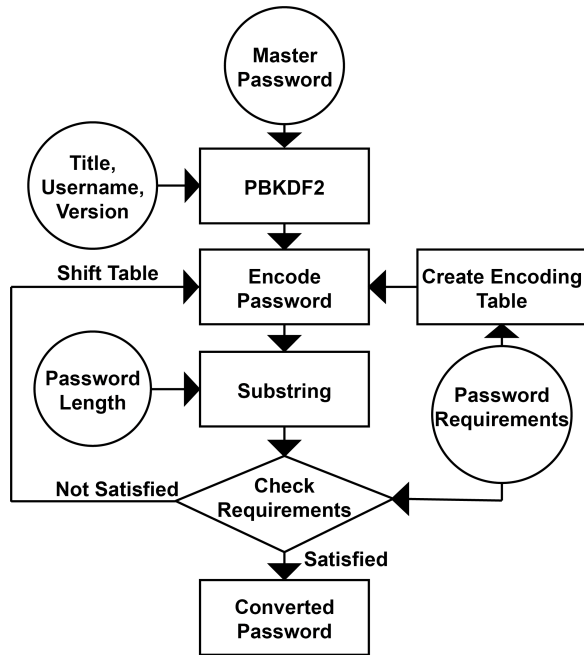 Master
Password
Title,
Username,
Version
PBKDF2
Shift Table
Encode
Password
Create Encoding
Table
Password
Length
Substring
Password
Requirements
Not Satisfied
Check
Requirements
Satisfied
Converted
Password